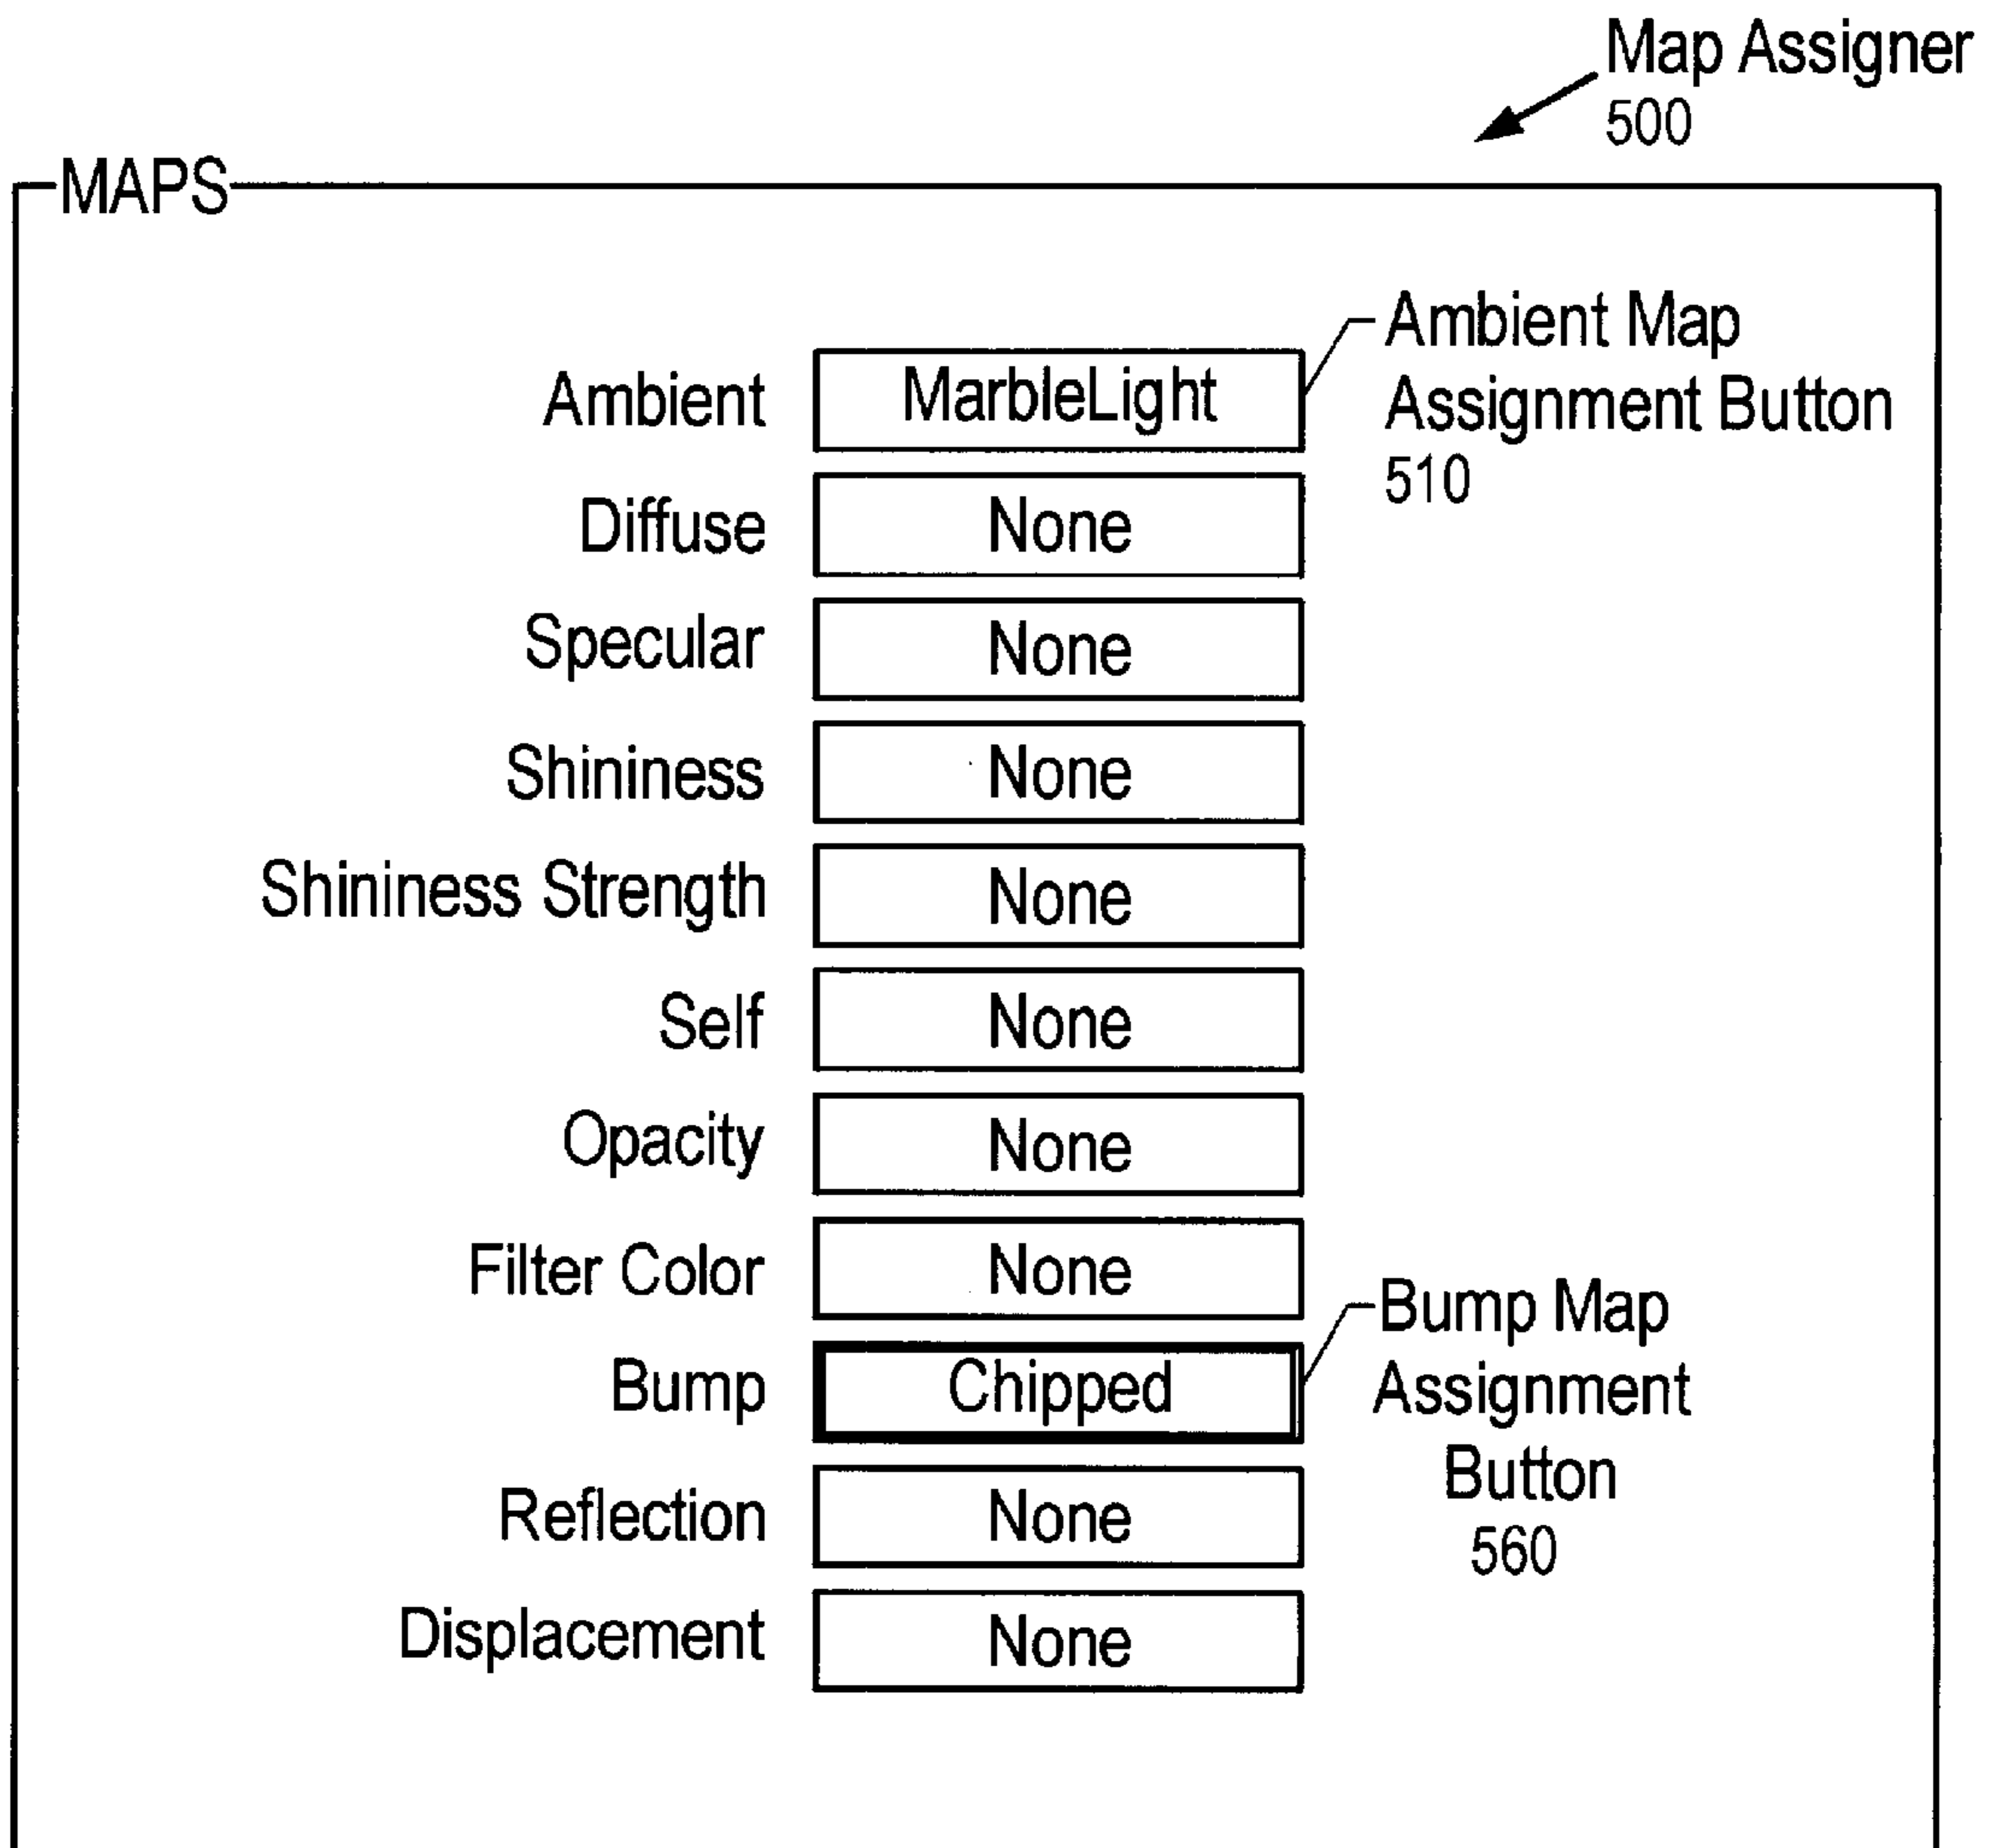 Map Assigner
500
MAPS
Ambient MarbleLight
Ambient Map
Assignment Button
510
Diffuse None
Specular None
Shininess None
Shininess Strength None
Self None
Opacity None
Filter Color None
Bump Chipped
Bump Map
Assignment
Button
560
Reflection None
Displacement None